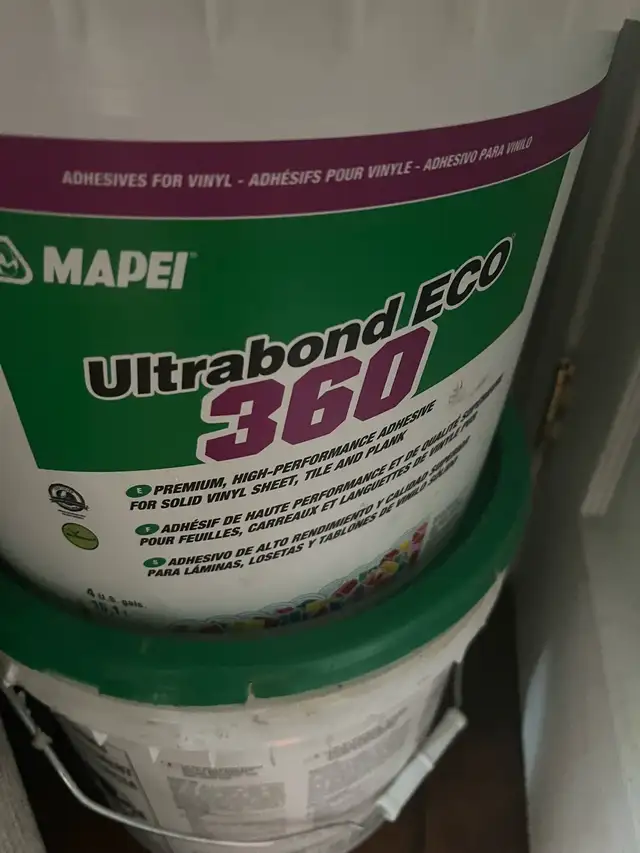 ADHESIVES FOR VINYL - ADHÉSIFS POUR VINYLE - ADHESIVO PARA VINILO
MAPEI
Ultrabond ECO
360
E PREMIUM, HIGH-PERFORMANCE ADHESIVE
FOR SOLID VINYL SHEET, TILE AND PLANK
F ADHÉSIF DE HAUTE PERFORMANCE ET DE QUALITÉ SUPÉRIEURE
POUR FEUILLES, CARREAUX ET LANGUETTES DE VINYLE PUR
S ADHESIVO DE ALTO RENDIMIENTO Y CALIDAD SUPERIOR
PARA LÁMINAS, LOSETAS Y TABLONES DE VINILO SÓLIDO
4 U.S. gals.
15,1 L